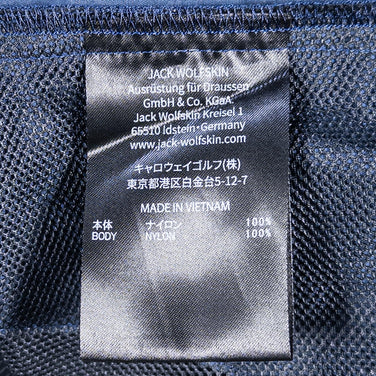 JACK WOLFSKIN
Ausrüstung für Draussen
GmbH & Co. KGaA
Jack Wolfskin Kreisel 1
65510 Idstein・Germany
www.jack-wolfskin.com
キャロウェイゴルフ(株)
東京都港区白金台5-12-7
MADE IN VIETNAM
本体 ナイロン 100%
BODY NYLON 100%